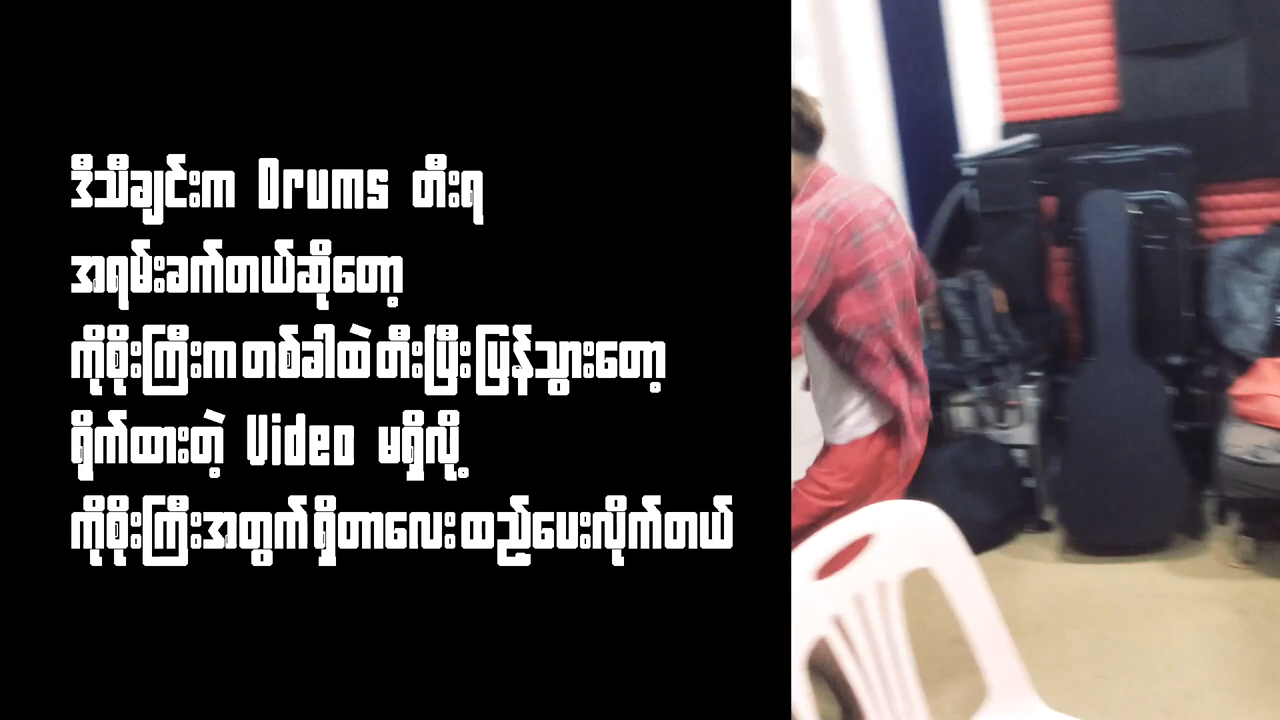 ဒီသီချင်းက Drums တီးရ
အရမ်းခက်တယ်ဆိုတော့
ကိုစိုးကြီးက တစ်ခါထဲ တီးပြီး ပြန်သွားတော့
ရိုက်ထားတဲ့ Video မရှိလို့
ကိုစိုးကြီးအတွက် ရှိတာလေး ထည့်ပေးလိုက်တယ်